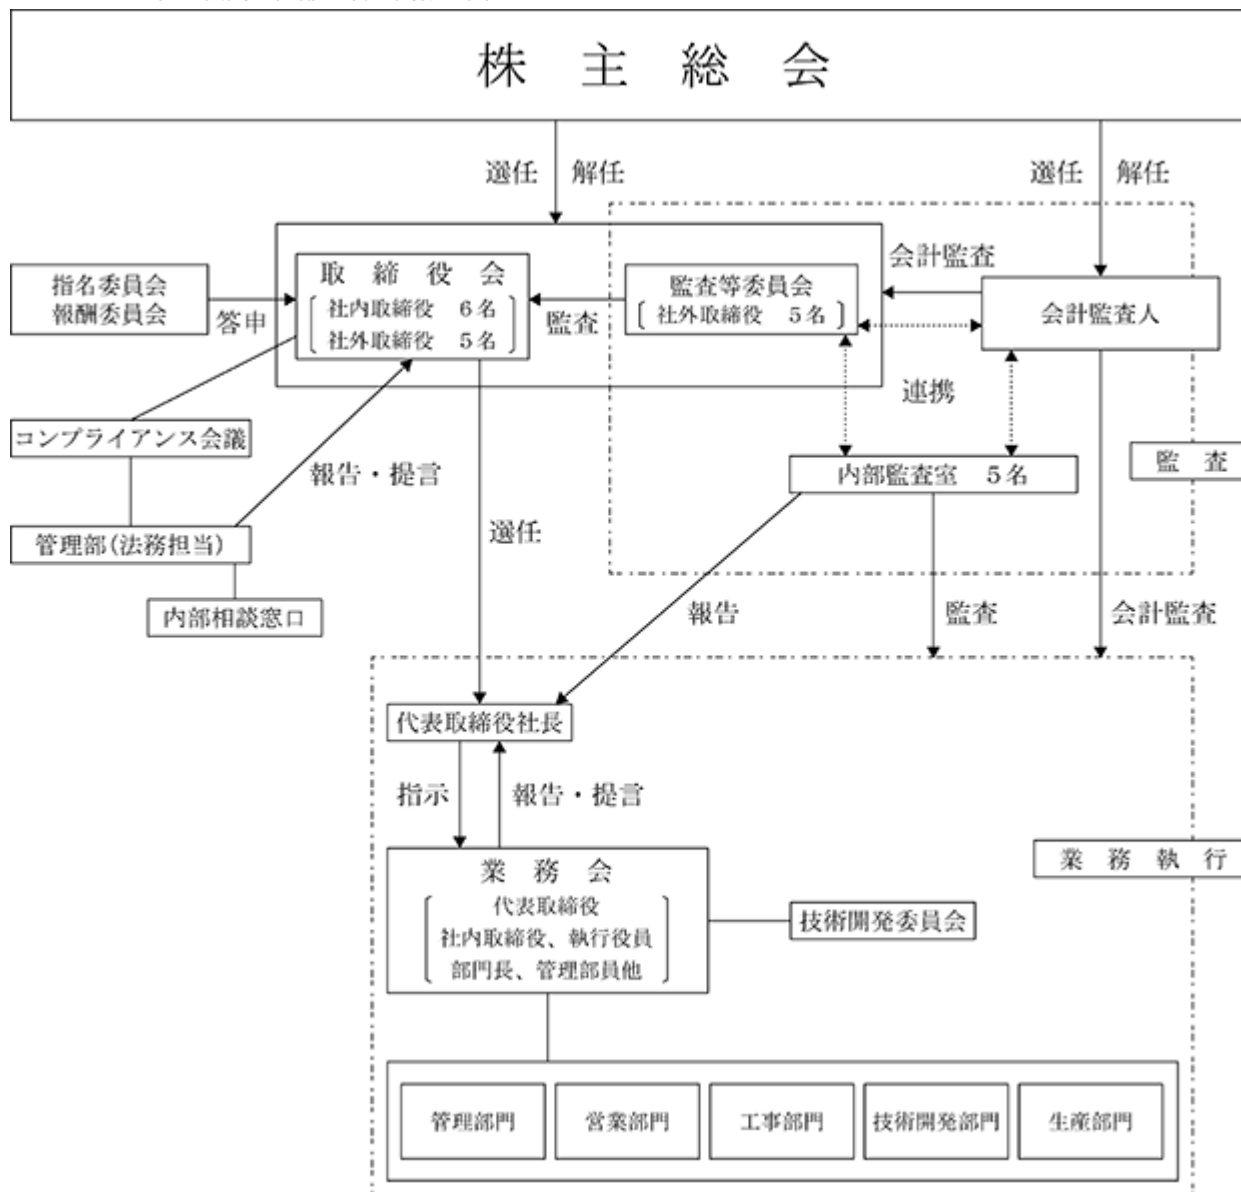 株主総会
選任 解任
選任 解任
指名委員会
報酬委員会
答申
取締役会
社内取締役 6名
社外取締役 5名
監査
監査等委員会
社外取締役 5名
会計監査
会計監査人
連携
コンプライアンス会議
報告・提言
内部監査室 5名
監査
管理部(法務担当)
選任
内部相談窓口
報告
監査
会計監査
代表取締役社長
指示
報告・提言
業務会
代表取締役
社内取締役、執行役員
部門長、管理部員他
技術開発委員会
業務執行
管理部門
営業部門
工事部門
技術開発部門
生産部門